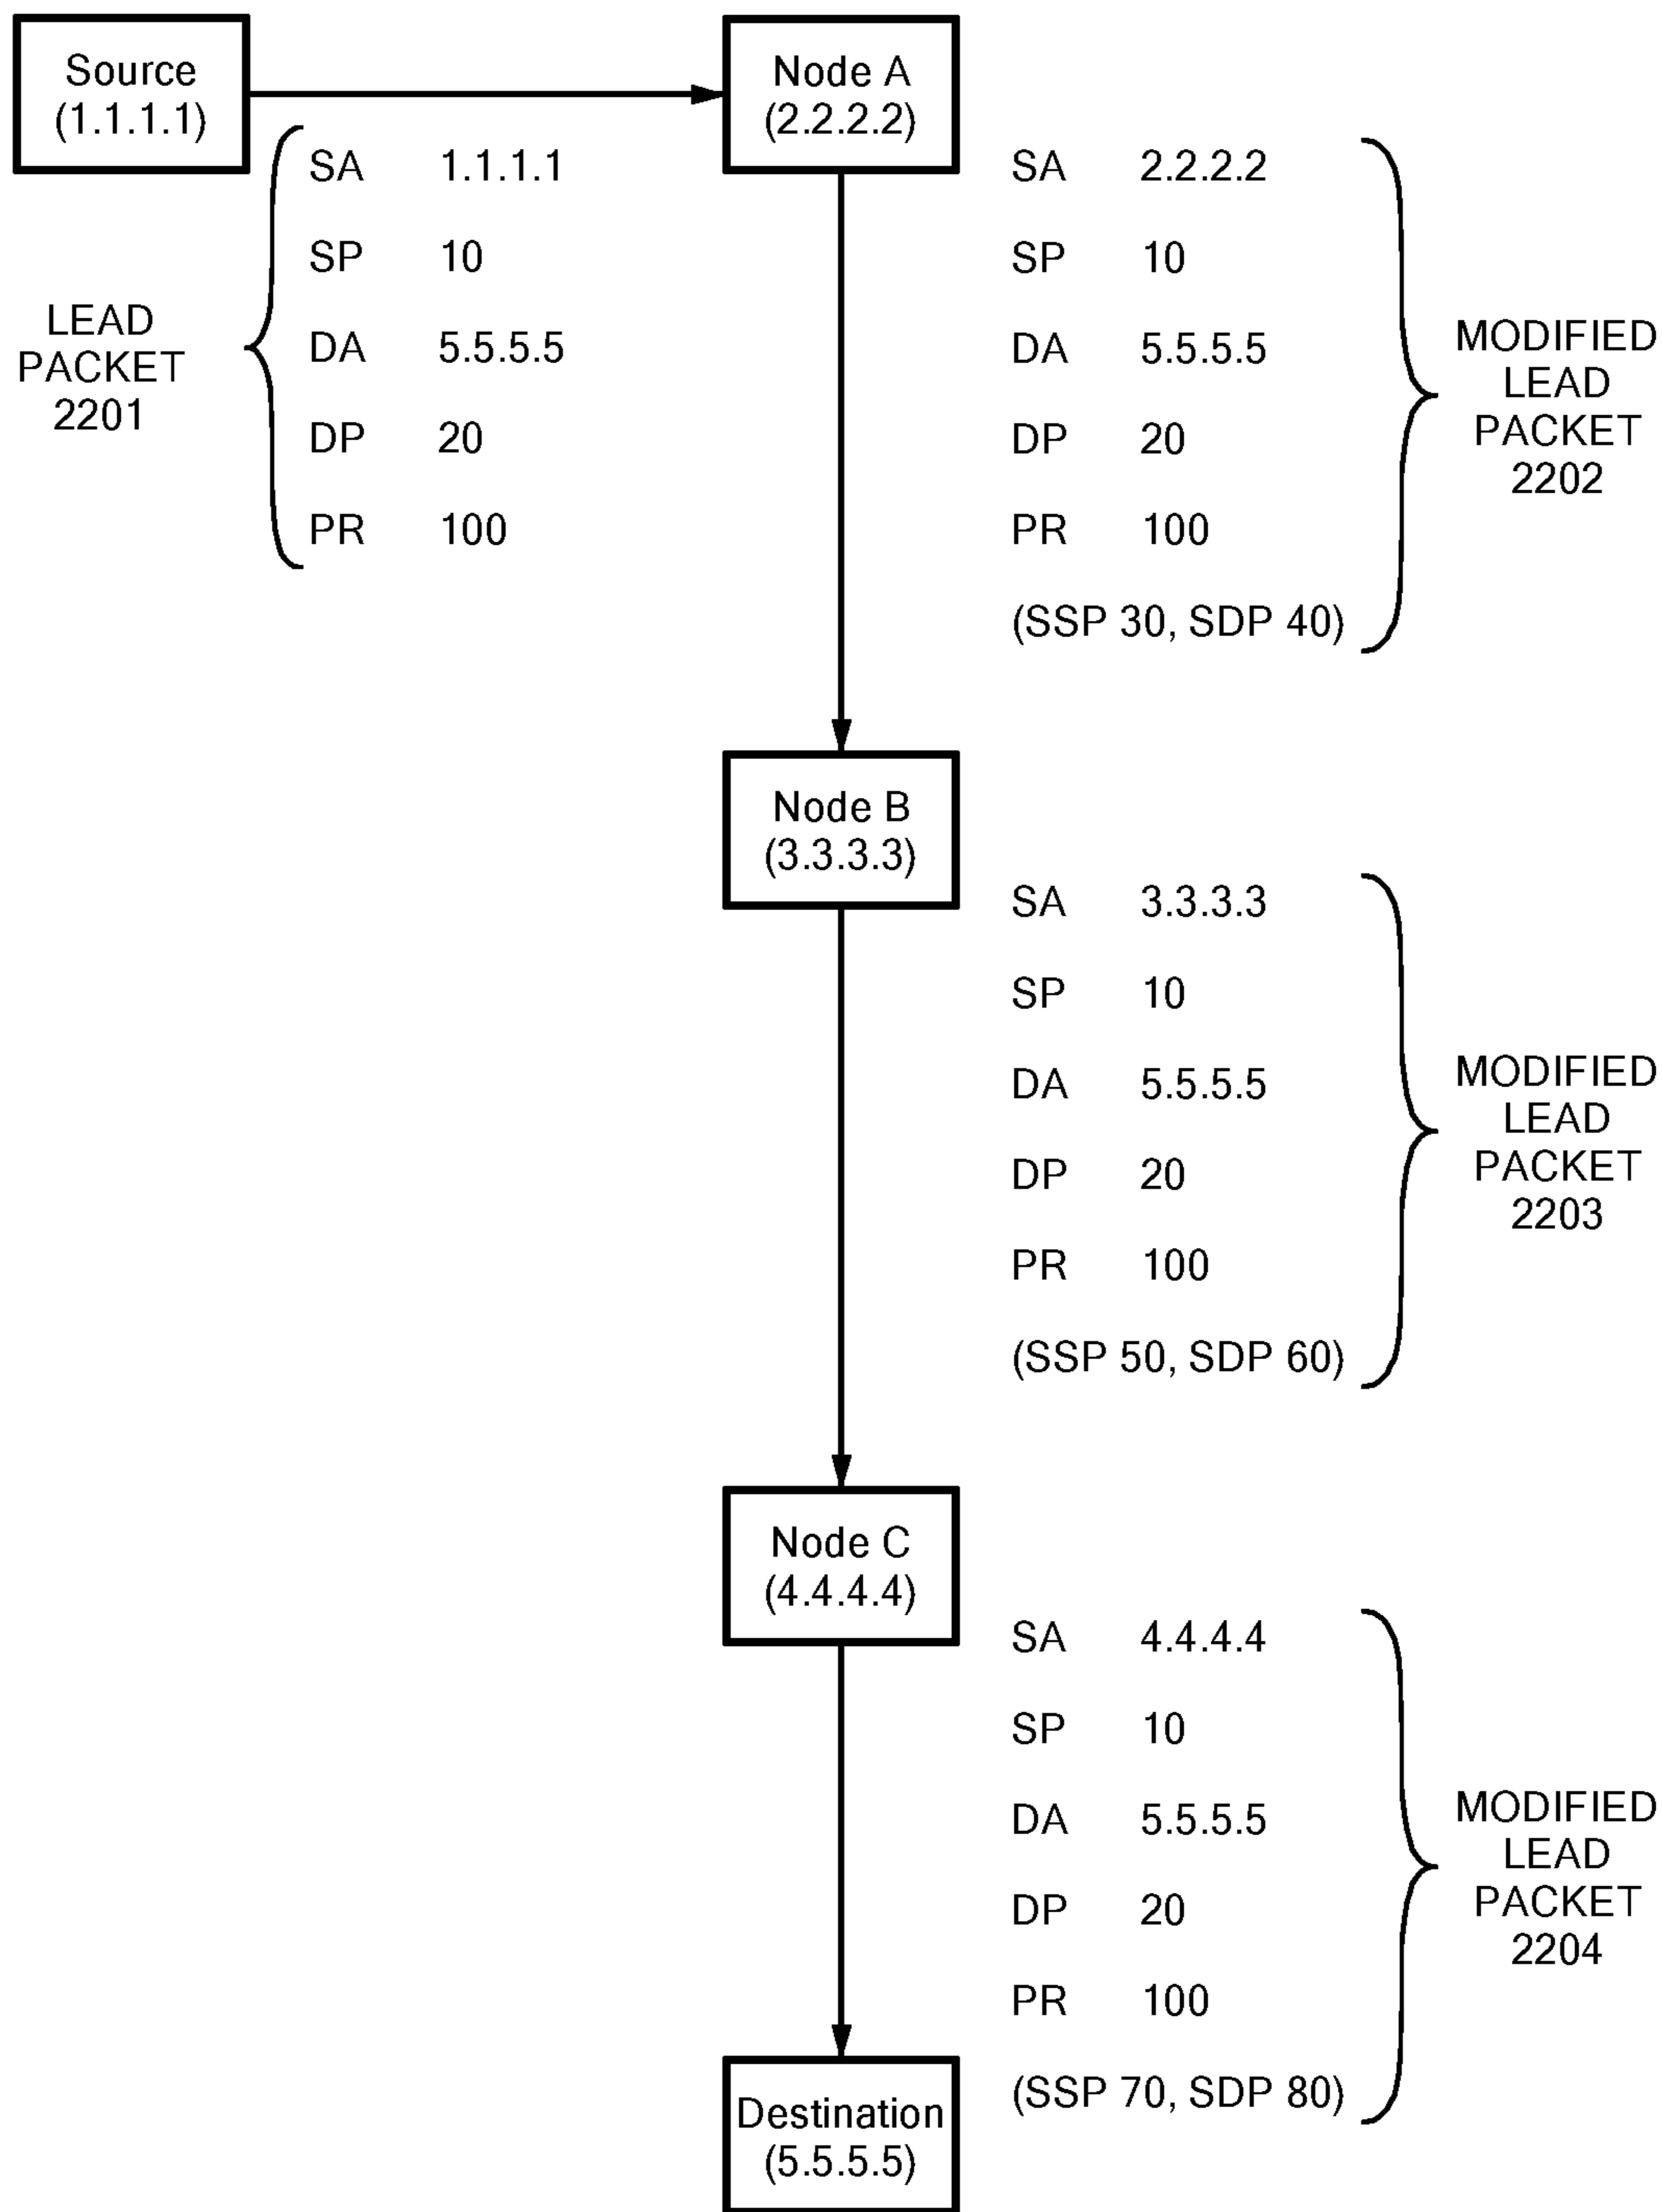 Source
(1.1.1.1)
Node A
(2.2.2.2)
LEAD
PACKET
2201
SA 1.1.1.1
SP 10
DA 5.5.5.5
DP 20
PR 100
SA 2.2.2.2
SP 10
DA 5.5.5.5
DP 20
PR 100
(SSP 30, SDP 40)
MODIFIED
LEAD
PACKET
2202
Node B
(3.3.3.3)
SA 3.3.3.3
SP 10
DA 5.5.5.5
DP 20
PR 100
(SSP 50, SDP 60)
MODIFIED
LEAD
PACKET
2203
Node C
(4.4.4.4)
SA 4.4.4.4
SP 10
DA 5.5.5.5
DP 20
PR 100
(SSP 70, SDP 80)
MODIFIED
LEAD
PACKET
2204
Destination
(5.5.5.5)